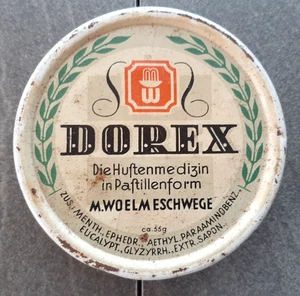 DOREX
Die Hustenmedizin
in Pastillenform
M. WOELM ESCHWEGE
ca. 55g
ZUS.: MENTH., EPHEDR., AETHYL. PARAAMINOBENZ.,
EUCALYPT., GLYZYRRH., EXTR. SAPON.